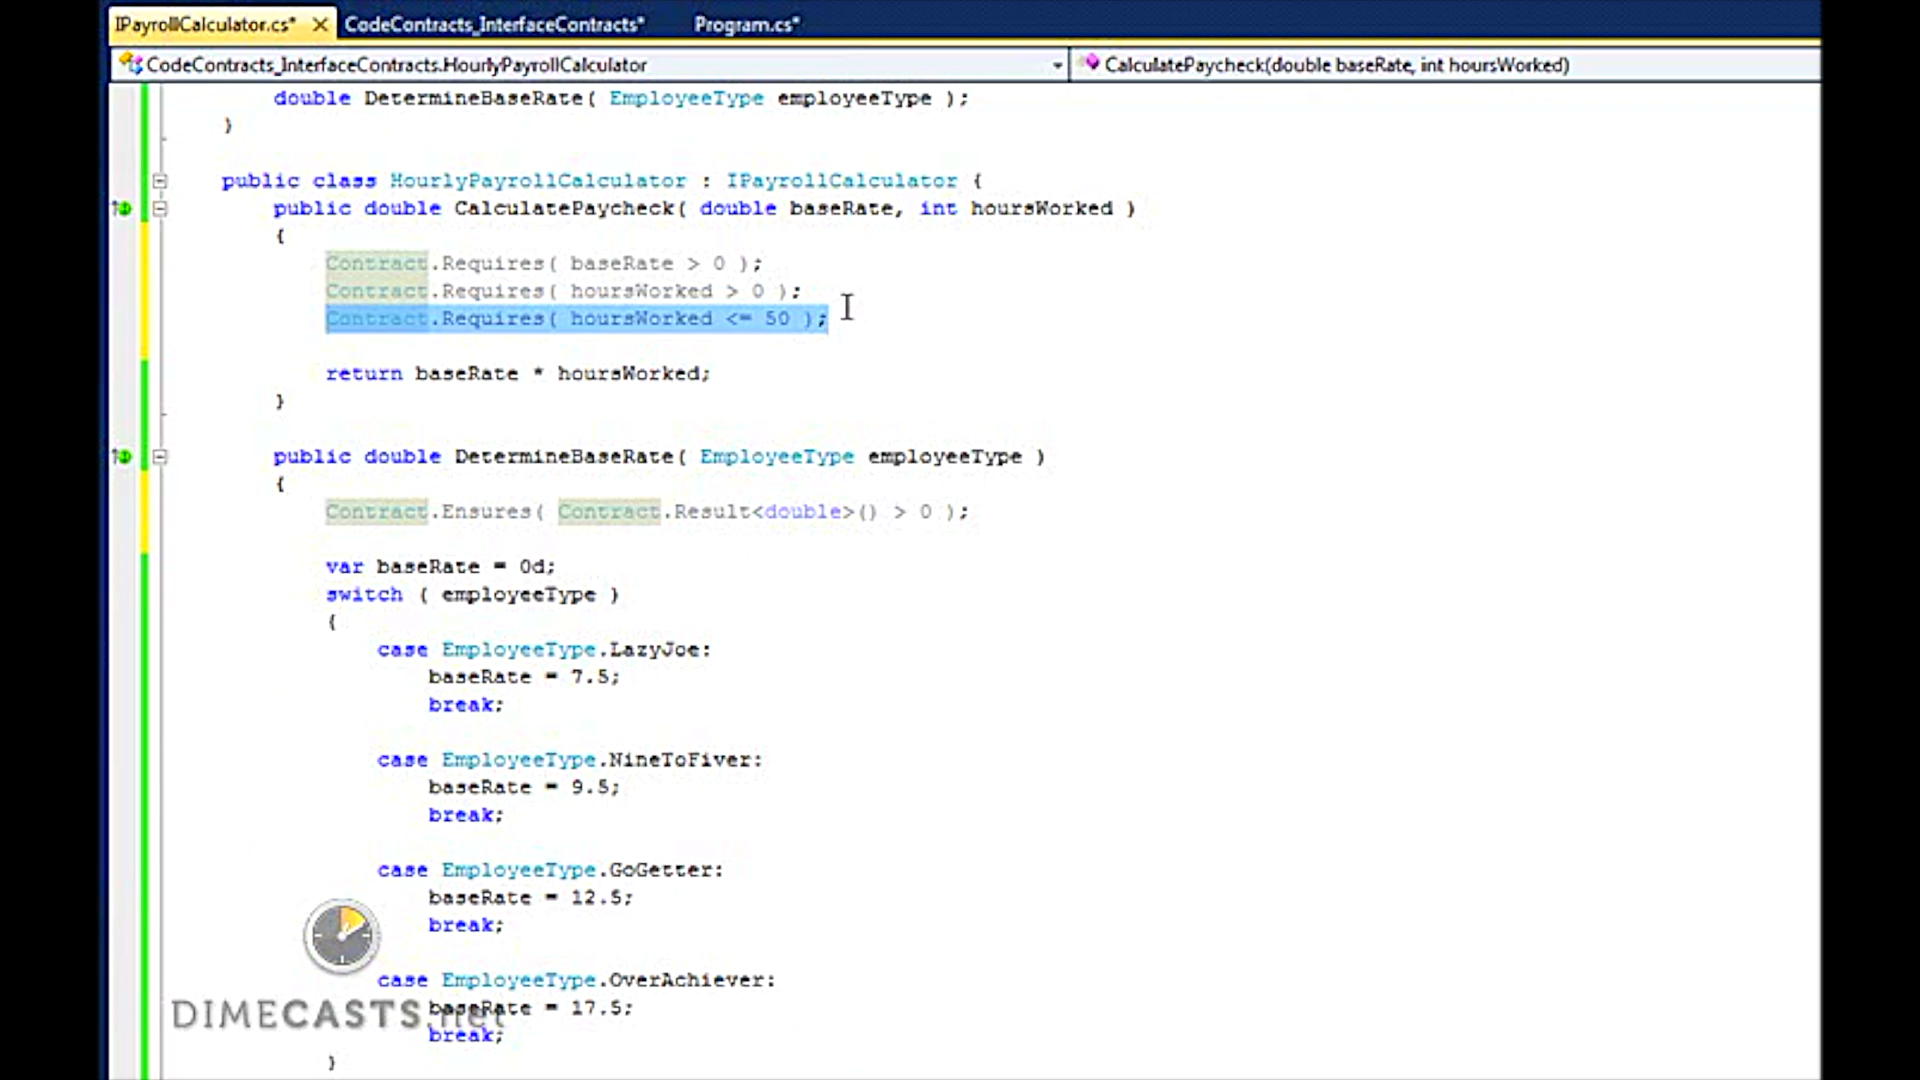 IPayrollCalculator.cs* CodeContracts_InterfaceContracts* Program.cs*
CodeContracts_InterfaceContracts.HourlyPayrollCalculator CalculatePaycheck(double baseRate, int hoursWorked)
double DetermineBaseRate( EmployeeType employeeType );
}
public class HourlyPayrollCalculator : IPayrollCalculator {
public double CalculatePaycheck( double baseRate, int hoursWorked )
{
Contract.Requires( baseRate > 0 );
Contract.Requires( hoursWorked > 0 );
Contract.Requires( hoursWorked <= 50 );
return baseRate * hoursWorked;
}
public double DetermineBaseRate( EmployeeType employeeType )
{
Contract.Ensures( Contract.Result<double>() > 0 );
var baseRate = 0d;
switch ( employeeType )
{
case EmployeeType.LazyJoe:
baseRate = 7.5;
break;
case EmployeeType.NineToFiver:
baseRate = 9.5;
break;
case EmployeeType.GoGetter:
baseRate = 12.5;
break;
case EmployeeType.OverAchiever:
baseRate = 17.5;
break;
}
DIMECASTS.net